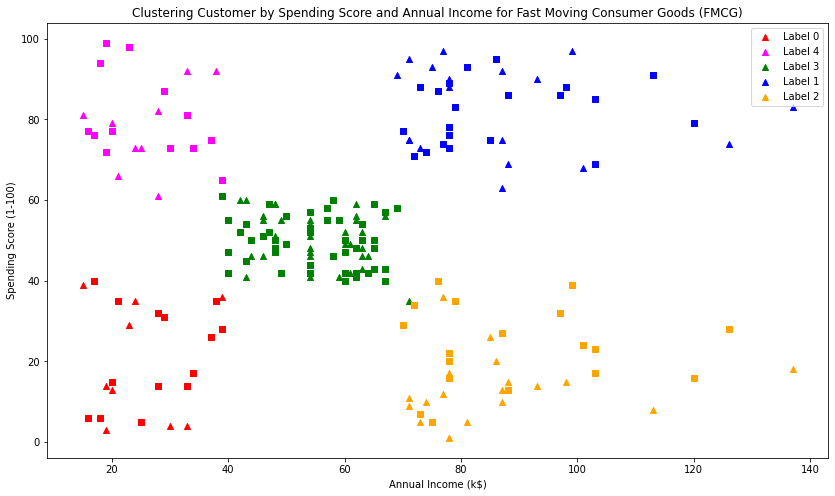 Clustering Customer by Spending Score and Annual Income for Fast Moving Consumer Goods (FMCG)
Label 0
Label 4
Label 3
Label 1
Label 2
Spending Score (1-100)
100
80
60
40
20
0
20 40 60 80 100 120 140
Annual Income (k$)